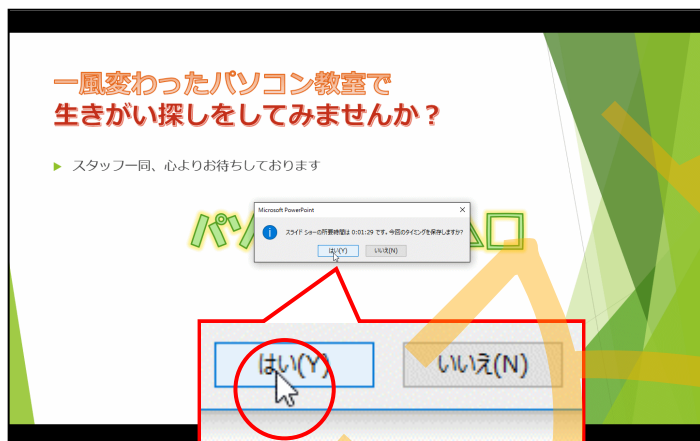 一風変わったパソコン教室で
生きがい探しをしてみませんか？
スタッフ一同、心よりお待ちしております
Microsoft PowerPoint
スライド ショーの所要時間は 0:01:29 です。今回のタイミングを保存しますか?
はい(Y) いいえ(N)
パソ
△□
はい(Y) いいえ(N)